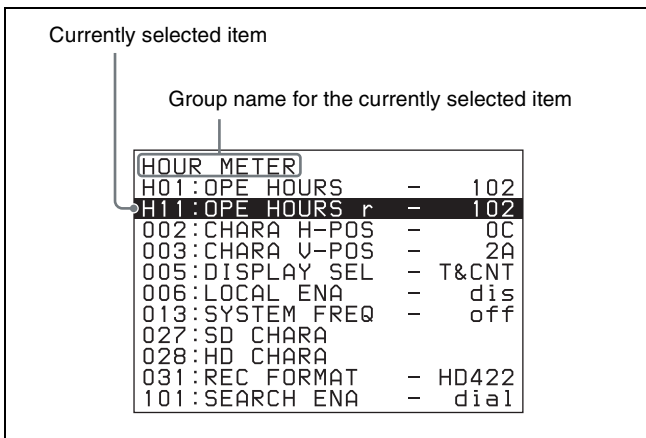 Currently selected item
Group name for the currently selected item
HOUR METER
H01:OPE HOURS - 102
H11:OPE HOURS r - 102
002:CHARA H-POS - 0C
003:CHARA V-POS - 2A
005:DISPLAY SEL - T&CNT
006:LOCAL ENA - dis
013:SYSTEM FREQ - off
027:SD CHARA
028:HD CHARA
031:REC FORMAT - HD422
101:SEARCH ENA - dial